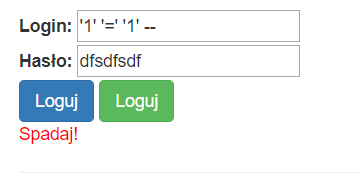 Login: '1' '=' '1' --
Hasło: dfsdfsdf
Loguj Loguj
Spadaj!